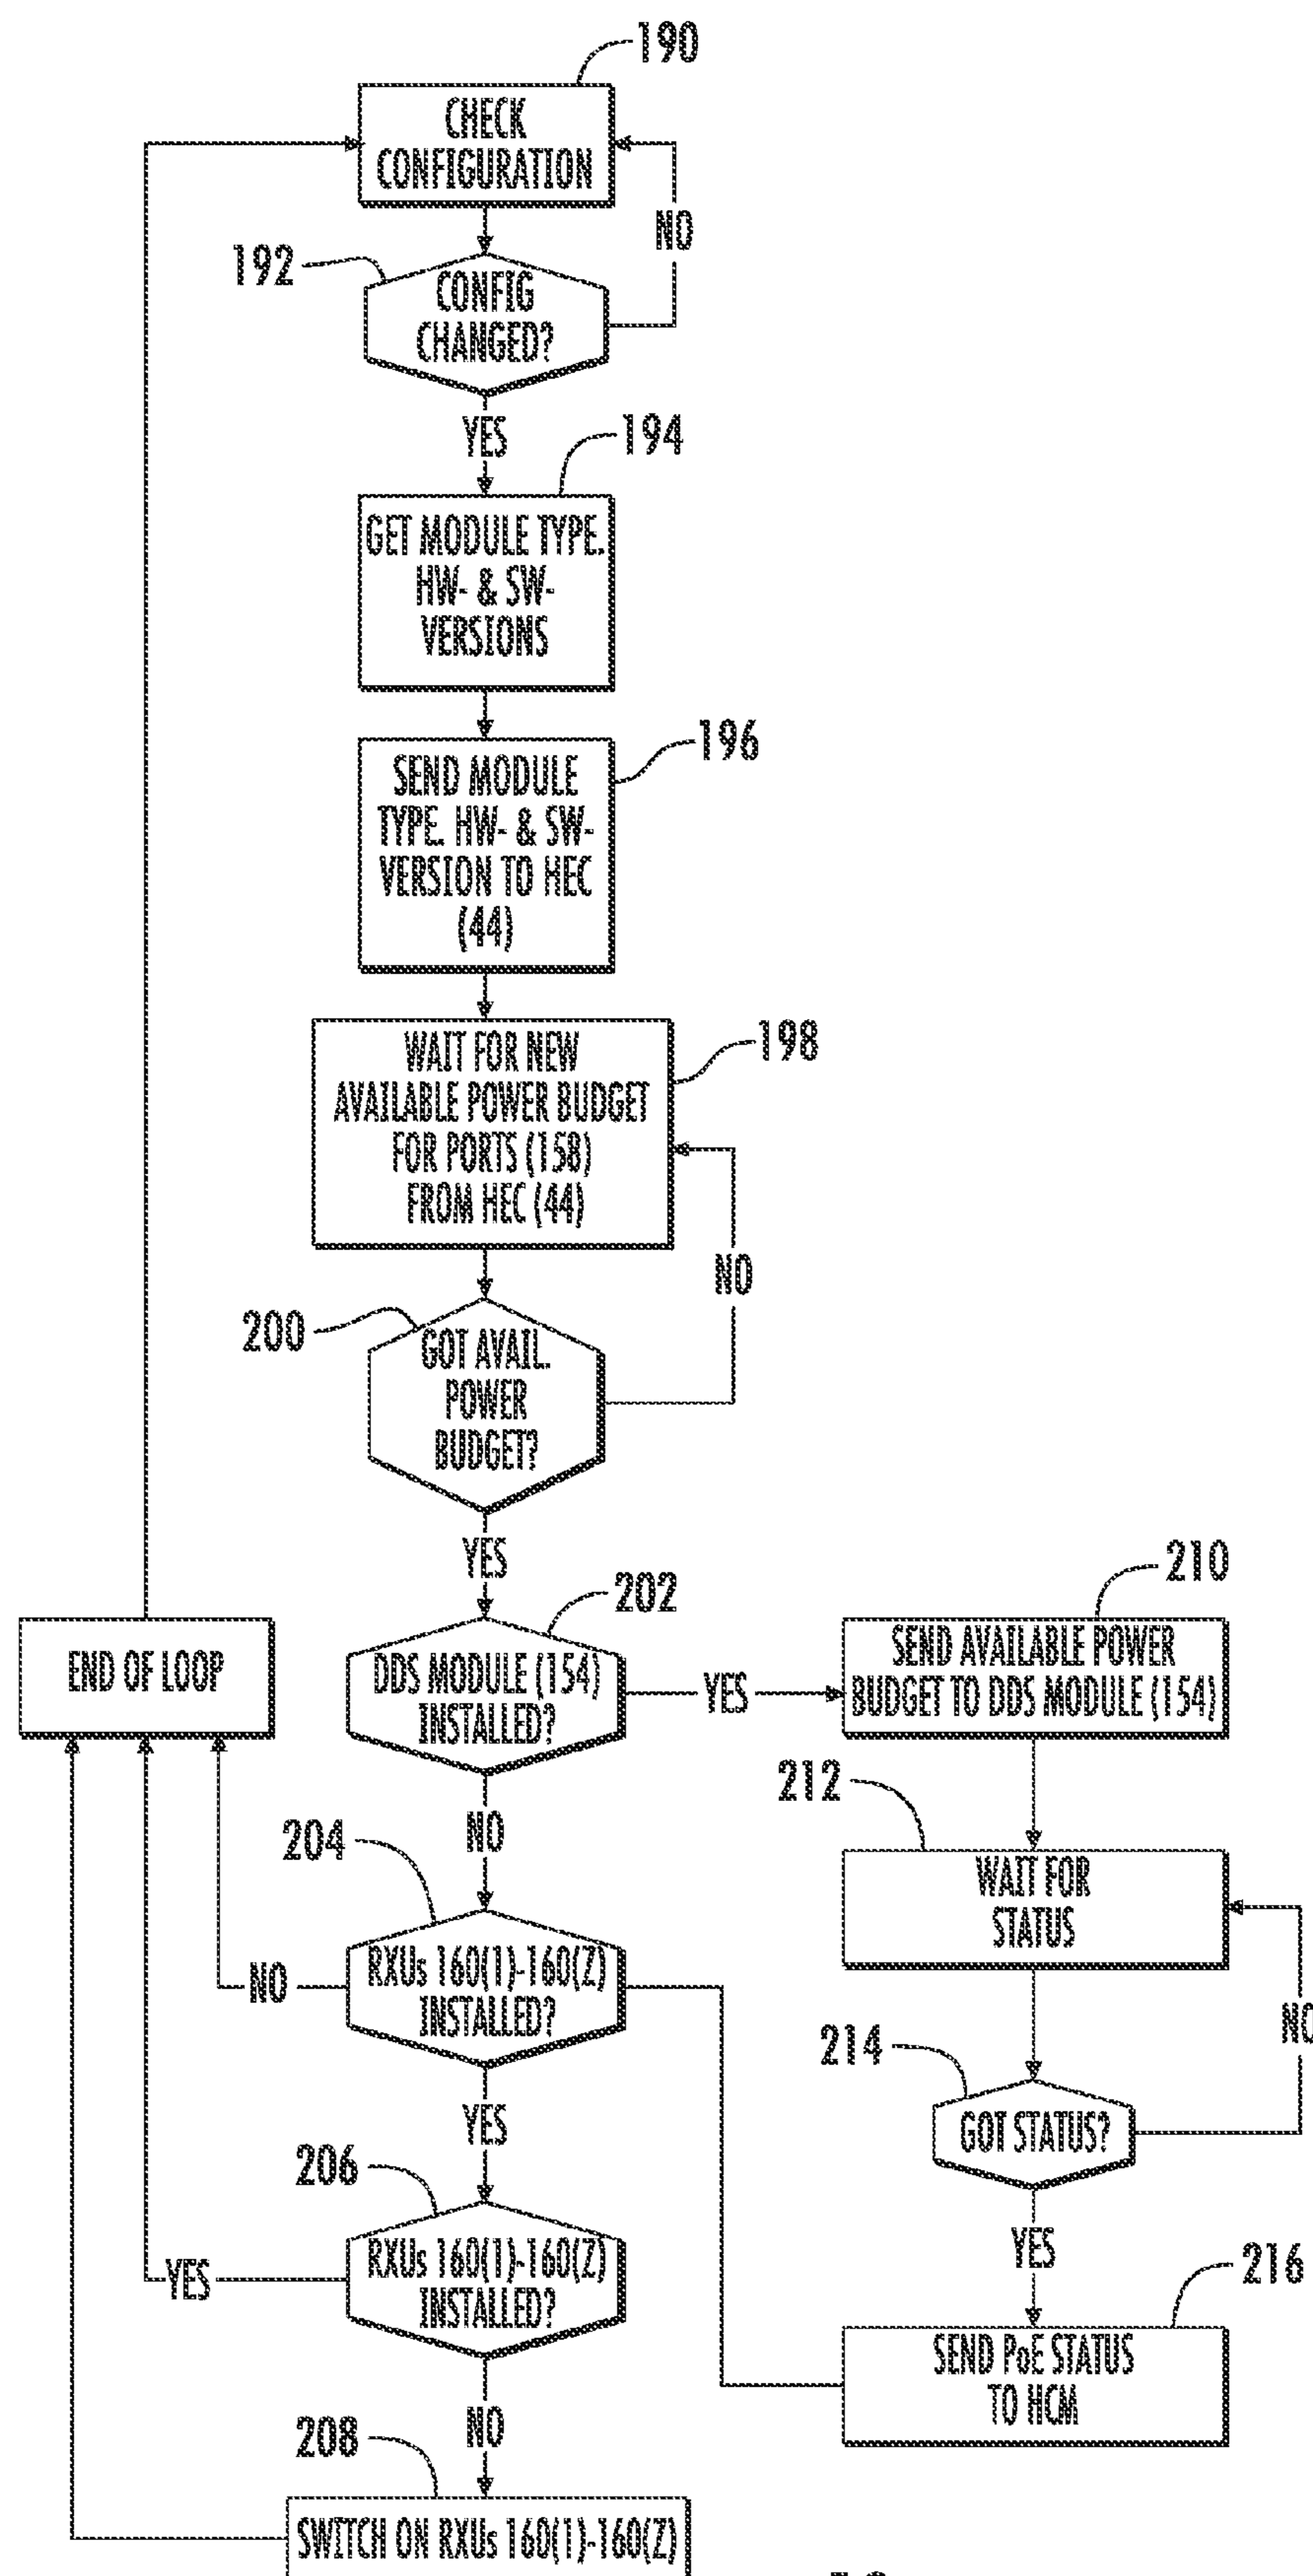 190
CHECK
CONFIGURATION
NO
192
CONFIG
CHANGED?
YES
194
GET MODULE TYPE.
HW- & SW-
VERSIONS
196
SEND MODULE
TYPE. HW- & SW-
VERSION TO HEC
(44)
198
WAIT FOR NEW
AVAILABLE POWER BUDGET
FOR PORTS (158)
FROM HEC (44)
NO
200
GOT AVAIL.
POWER
BUDGET?
YES
202
210
END OF LOOP
DDS MODULE (154)
INSTALLED?
YES
SEND AVAILABLE POWER
BUDGET TO DDS MODULE (154)
212
NO
204
WAIT FOR
STATUS
RXUs 160(1)-160(Z)
INSTALLED?
NO
NO
214
GOT STATUS?
YES
206
YES
RXUs 160(1)-160(Z)
INSTALLED?
YES
216
SEND PoE STATUS
TO HCM
NO
208
SWITCH ON RXUs 160(1)-160(Z)